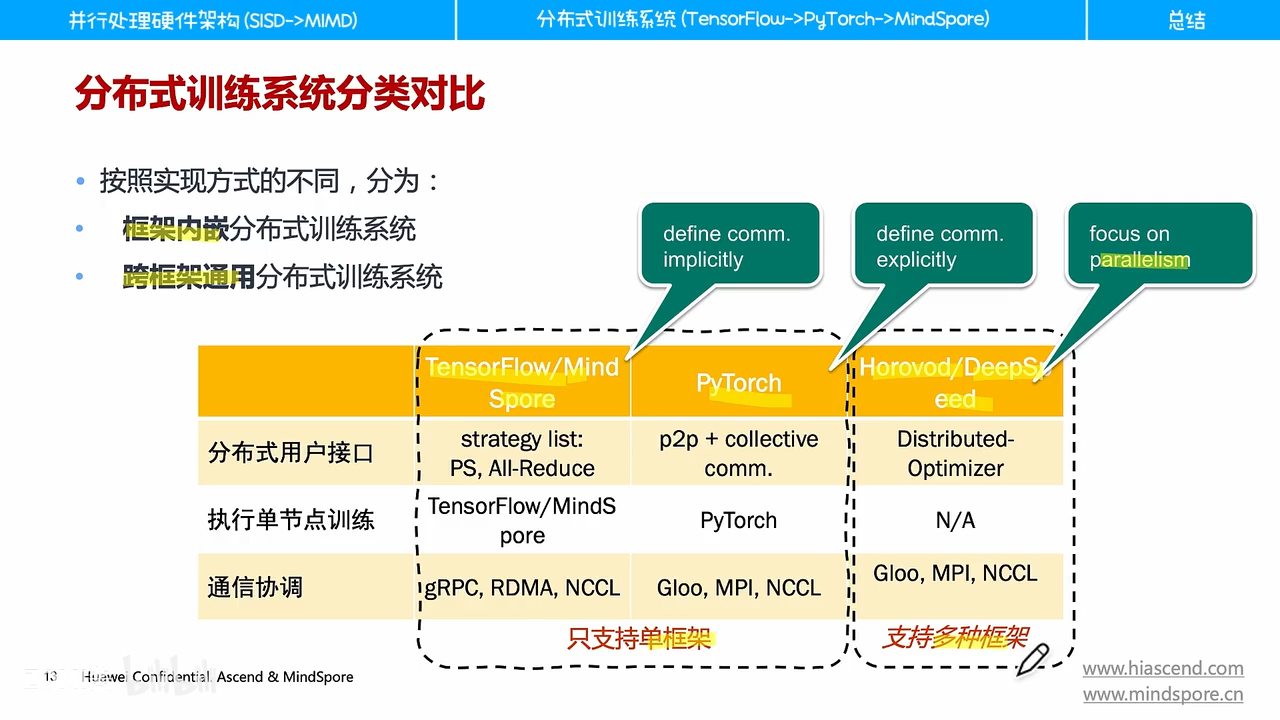 并行处理硬件架构 (SISD->MIMD)
分布式训练系统 (TensorFlow->PyTorch->MindSpore)
总结
分布式训练系统分类对比
• 按照实现方式的不同，分为：
• 框架内嵌分布式训练系统
• 跨框架通用分布式训练系统
define comm.
implicitly
define comm.
explicitly
focus on
parallelism
TensorFlow/Mind
Spore
PyTorch
Horovod/DeepSp
eed
分布式用户接口
strategy list:
PS, All-Reduce
p2p + collective
comm.
Distributed-
Optimizer
执行单节点训练
TensorFlow/MindS
pore
PyTorch
N/A
通信协调
gRPC, RDMA, NCCL
Gloo, MPI, NCCL
Gloo, MPI, NCCL
只支持单框架
支持多种框架
13
Huawei Confidential. Ascend & MindSpore
bilibili
www.hiascend.com
www.mindspore.cn